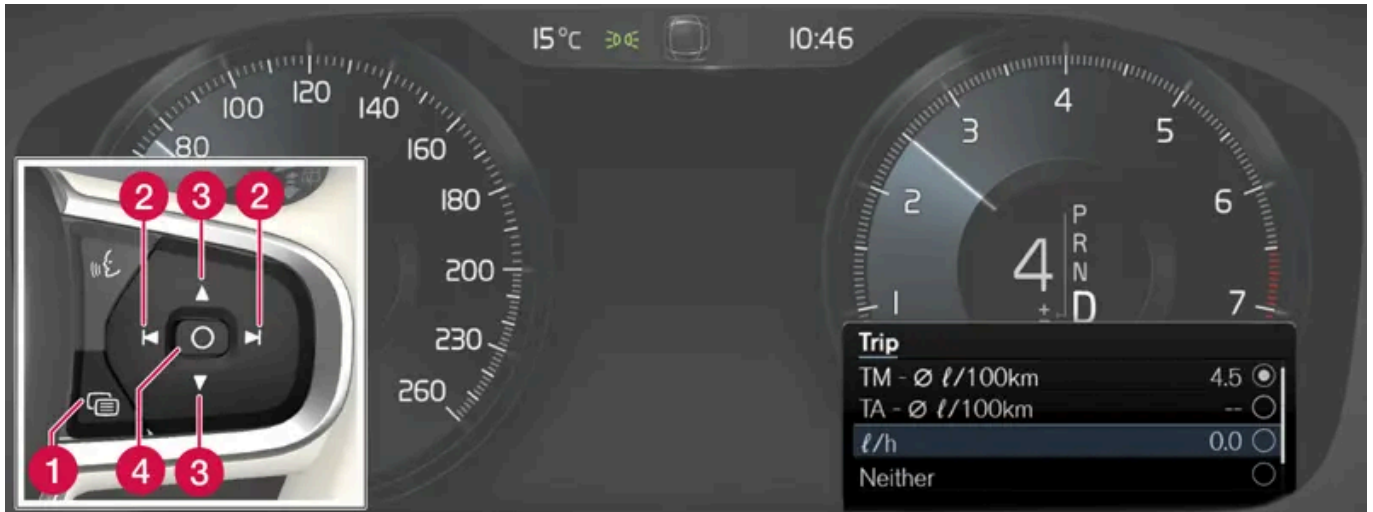 15°C 10:46
80
100
120
140
160
180
200
230
260
1
2
3
4
5
6
7
4
P
R
N
D
±
2 3 2
1 4 3
Trip
TM - Ø ℓ/100km 4.5
TA - Ø ℓ/100km --
ℓ/h 0.0
Neither